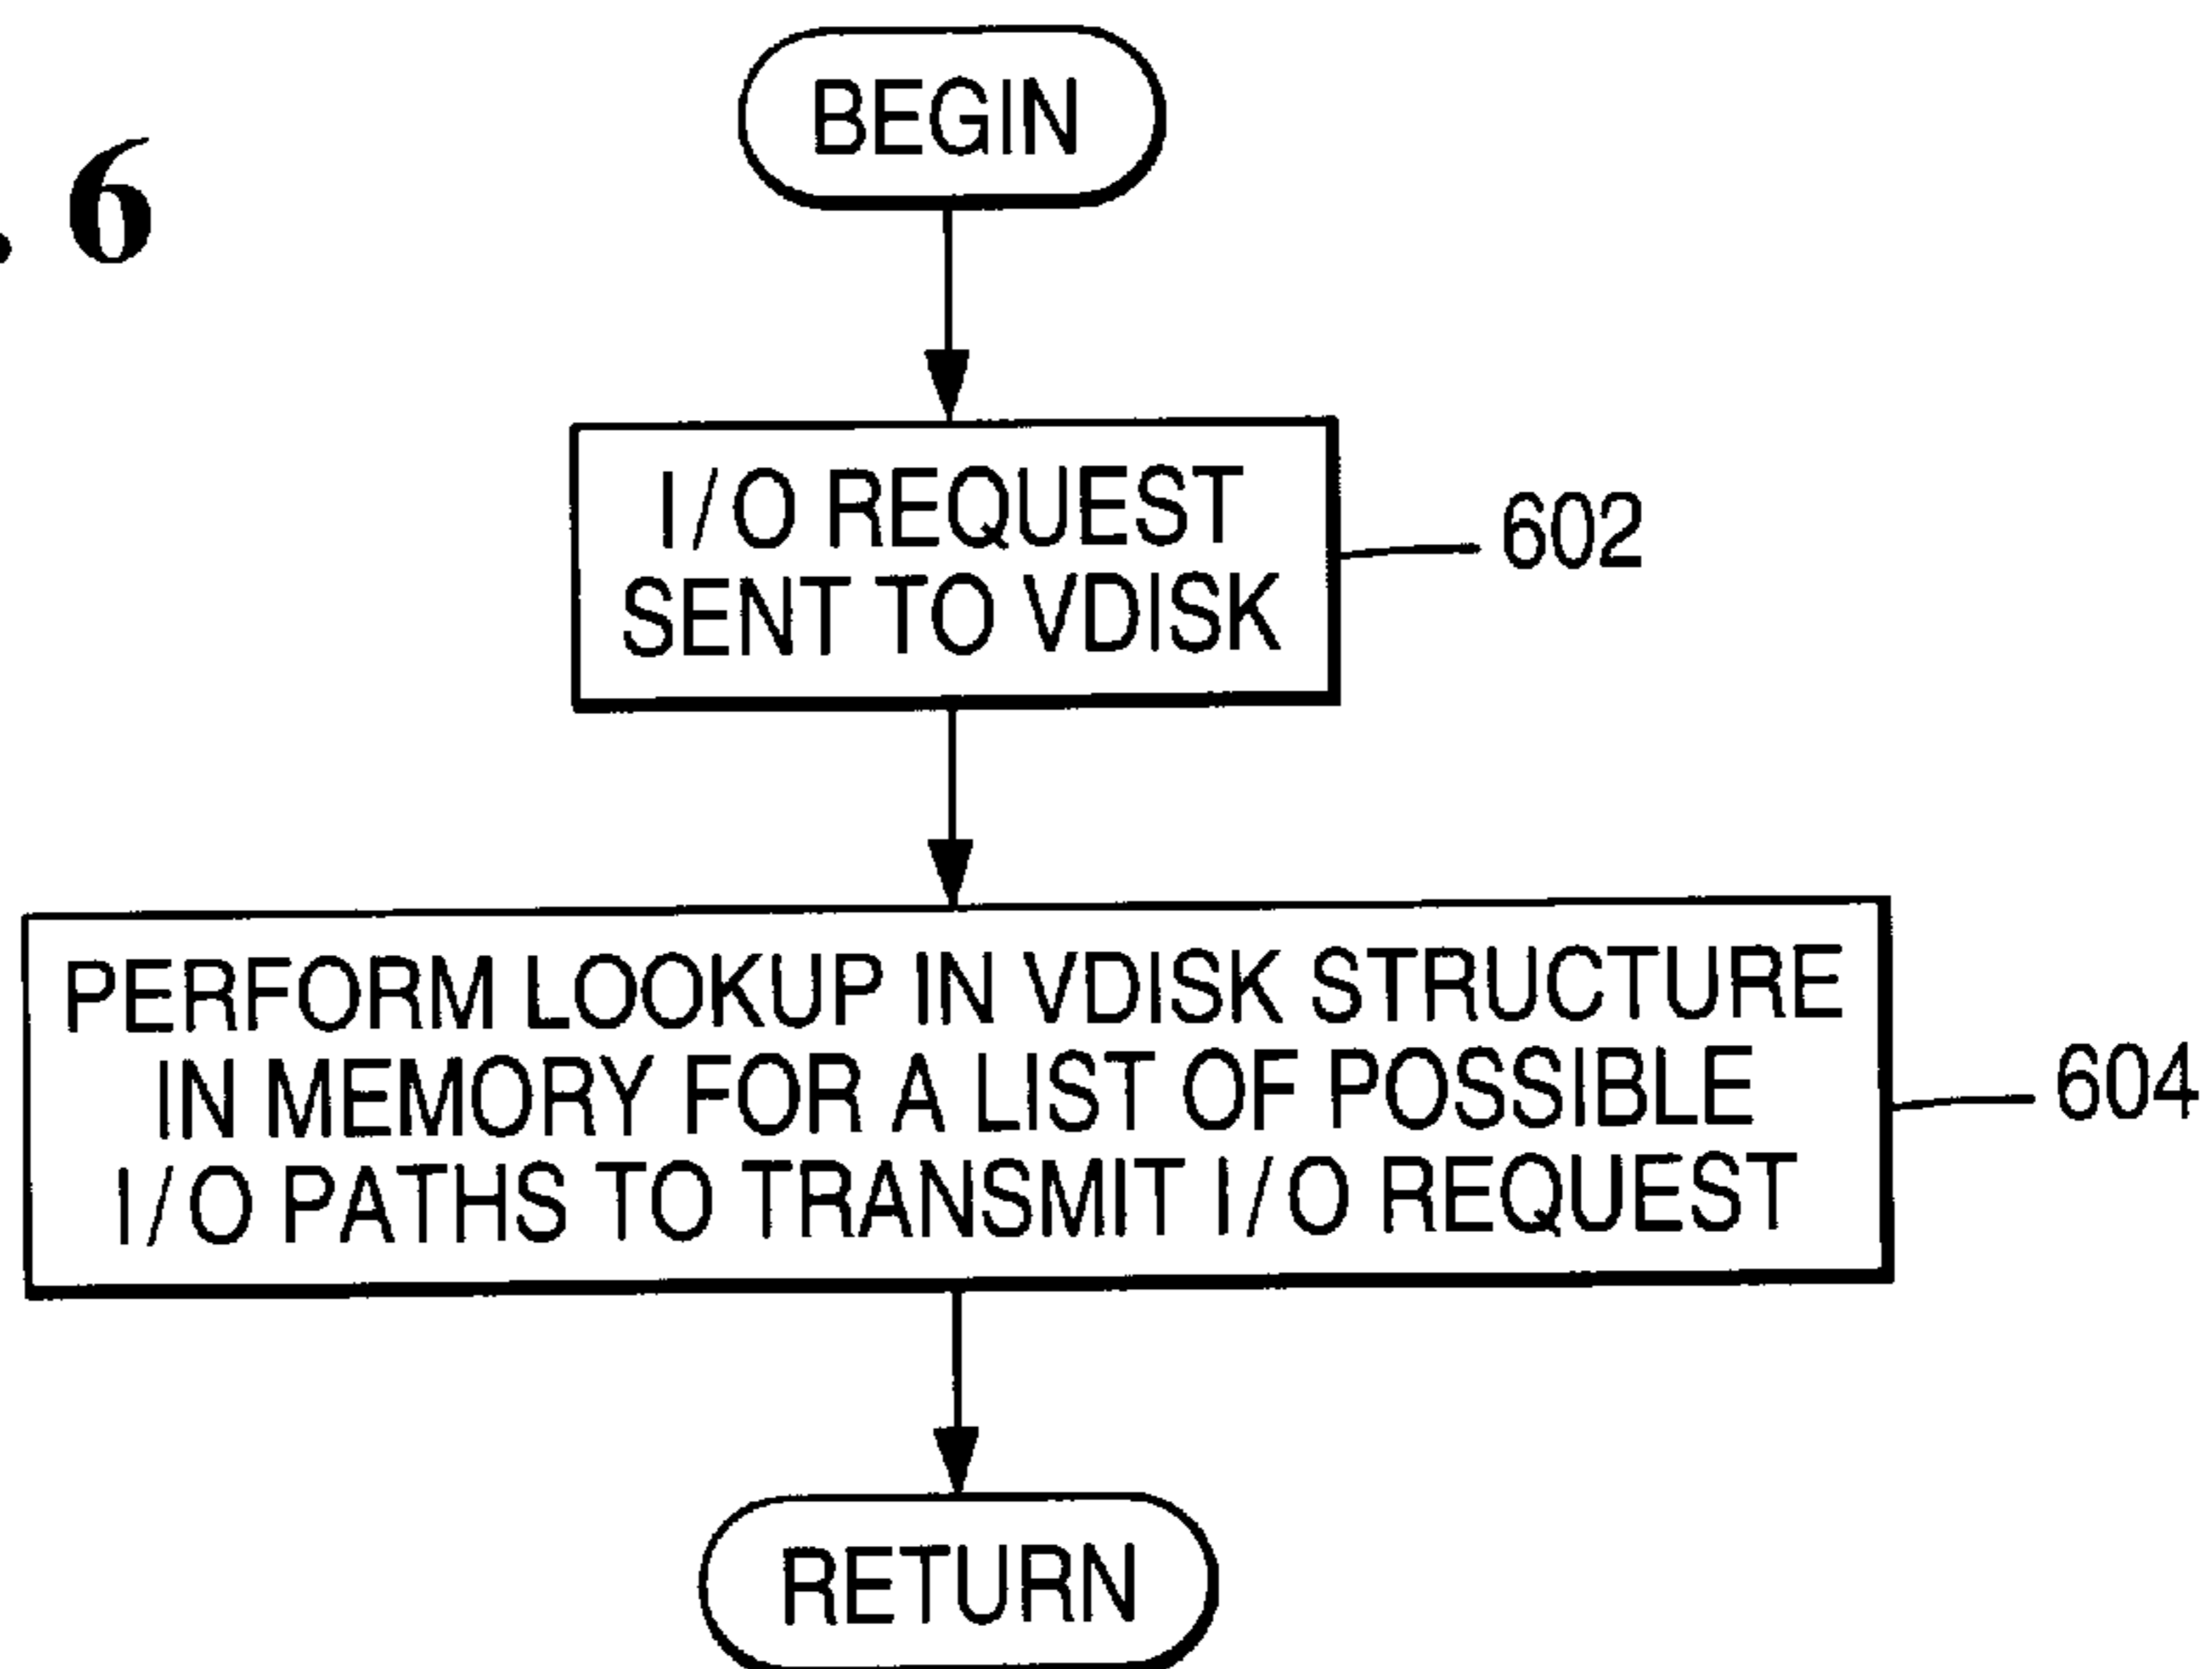 . 6
BEGIN
I/O REQUEST
SENT TO VDISK
602
PERFORM LOOKUP IN VDISK STRUCTURE
IN MEMORY FOR A LIST OF POSSIBLE
I/O PATHS TO TRANSMIT I/O REQUEST
604
RETURN